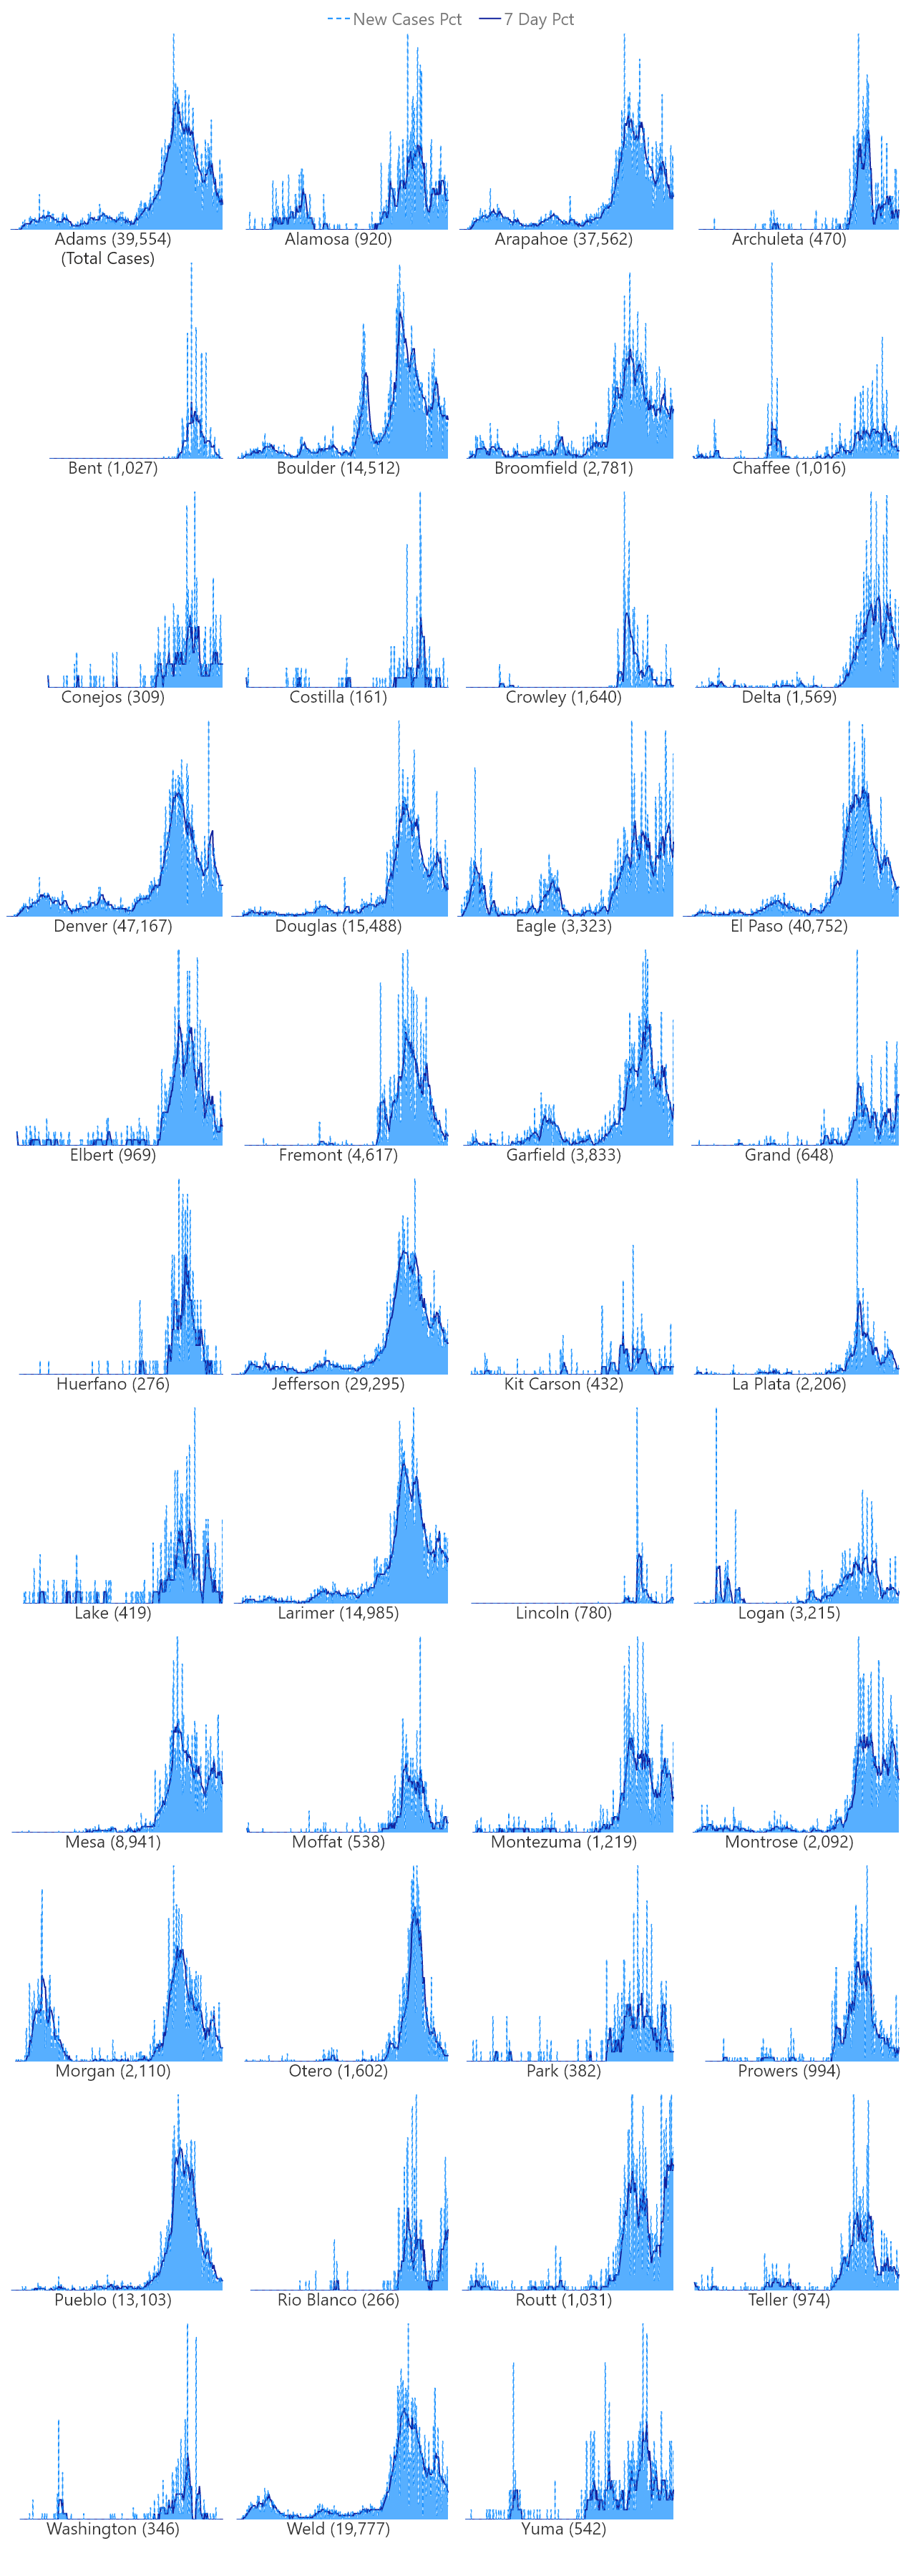 New Cases Pct 7 Day Pct
Adams (39,554) Alamosa (920) Arapahoe (37,562) Archuleta (470)
(Total Cases)
Bent (1,027) Boulder (14,512) Broomfield (2,781) Chaffee (1,016)
Conejos (309) Costilla (161) Crowley (1,640) Delta (1,569)
Denver (47,167) Douglas (15,488) Eagle (3,323) El Paso (40,752)
Elbert (969) Fremont (4,617) Garfield (3,833) Grand (648)
Huerfano (276) Jefferson (29,295) Kit Carson (432) La Plata (2,206)
Lake (419) Larimer (14,985) Lincoln (780) Logan (3,215)
Mesa (8,941) Moffat (538) Montezuma (1,219) Montrose (2,092)
Morgan (2,110) Otero (1,602) Park (382) Prowers (994)
Pueblo (13,103) Rio Blanco (266) Routt (1,031) Teller (974)
Washington (346) Weld (19,777) Yuma (542)